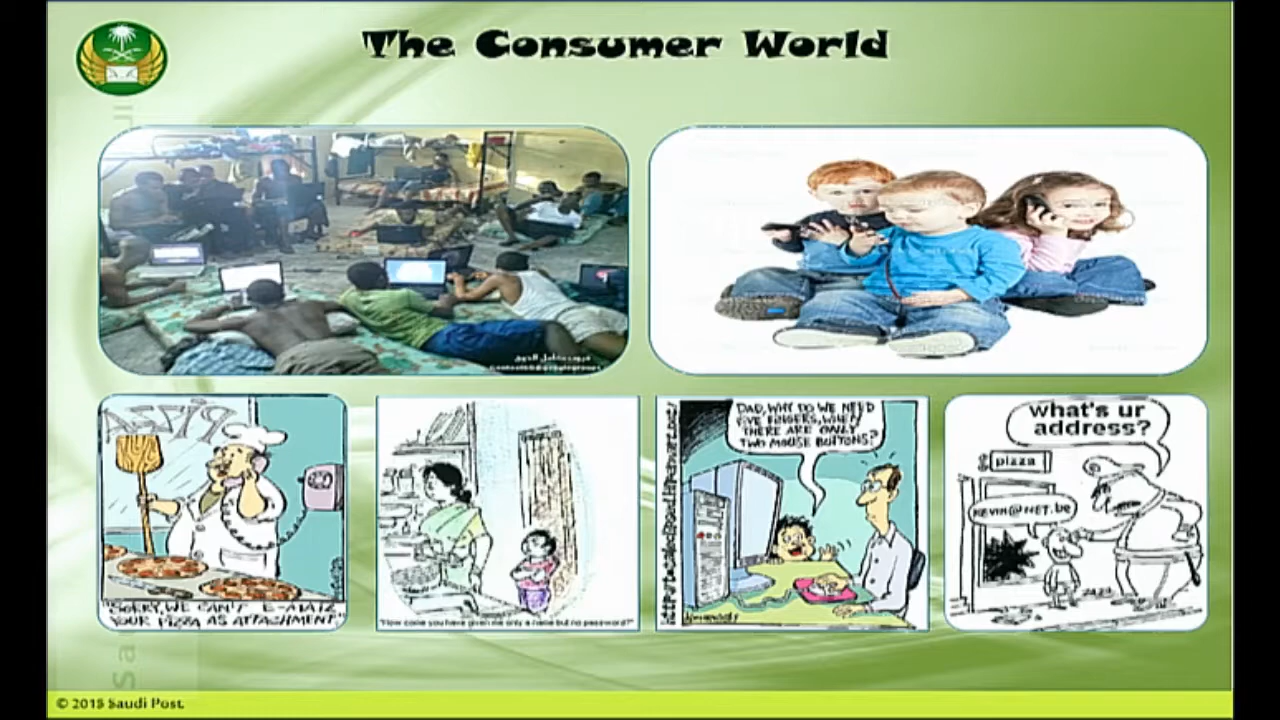 The Consumer World
PIZZA
"SORRY, WE CAN'T E-MAIL
YOUR PIZZA AS ATTACHMENT"
"How come you have given me only a name but no password?"
DAD, WHY DO WE NEED
FIVE FINGERS, WHEN
THERE ARE ONLY
TWO MOUSE BUTTONS?
what's ur
address?
pizza
KEVIN@NET.be
© 2015 Saudi Post.